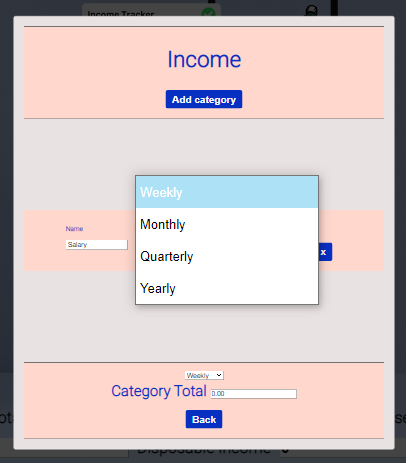 Income Tracker
Income
Add category
Weekly
Monthly
Quarterly
Yearly
Name
Salary
x
Weekly
Category Total 0.00
Back
Disposable Income